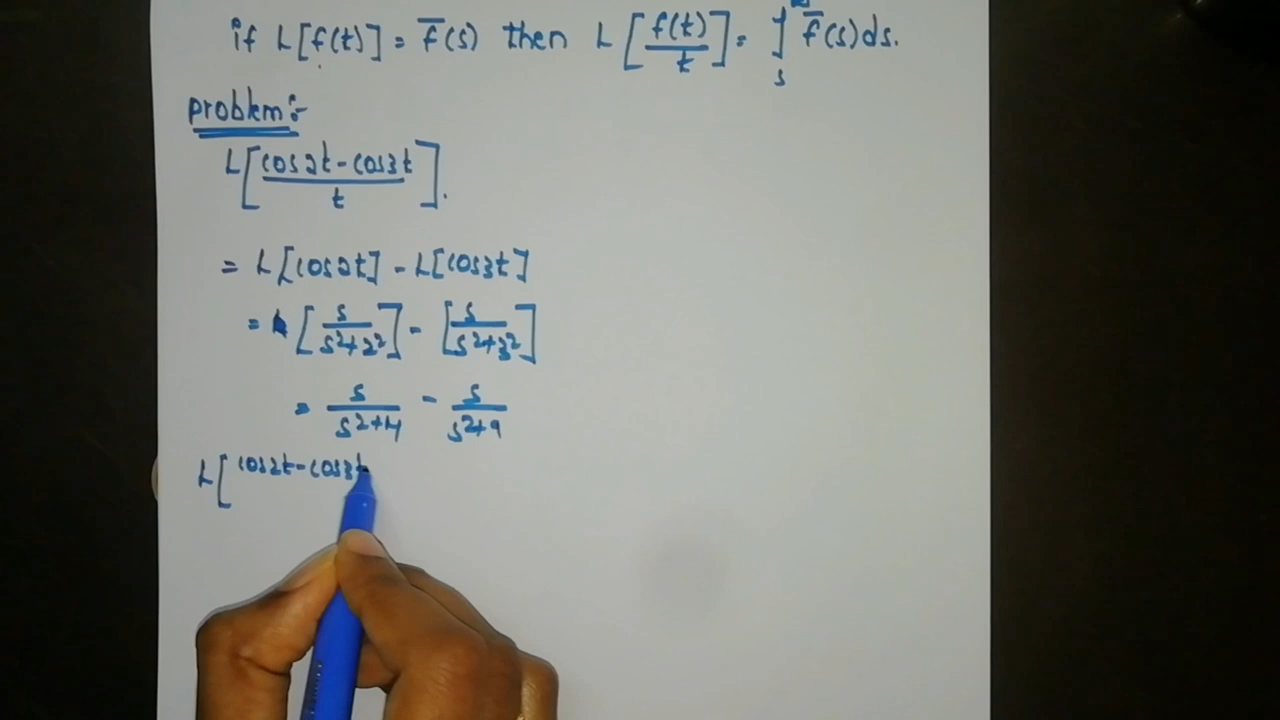 if L[f(t)] = f̅(s) then L[f(t)/t] = ∫ₛ^∞ f̅(s)ds.
problem:-
L[cos2t-cos3t/t].
= L[cos2t] - L[cos3t]
= [s/s²+2²] - [s/s²+3²]
= s/s²+4 - s/s²+9
L[cos2t-cos3t